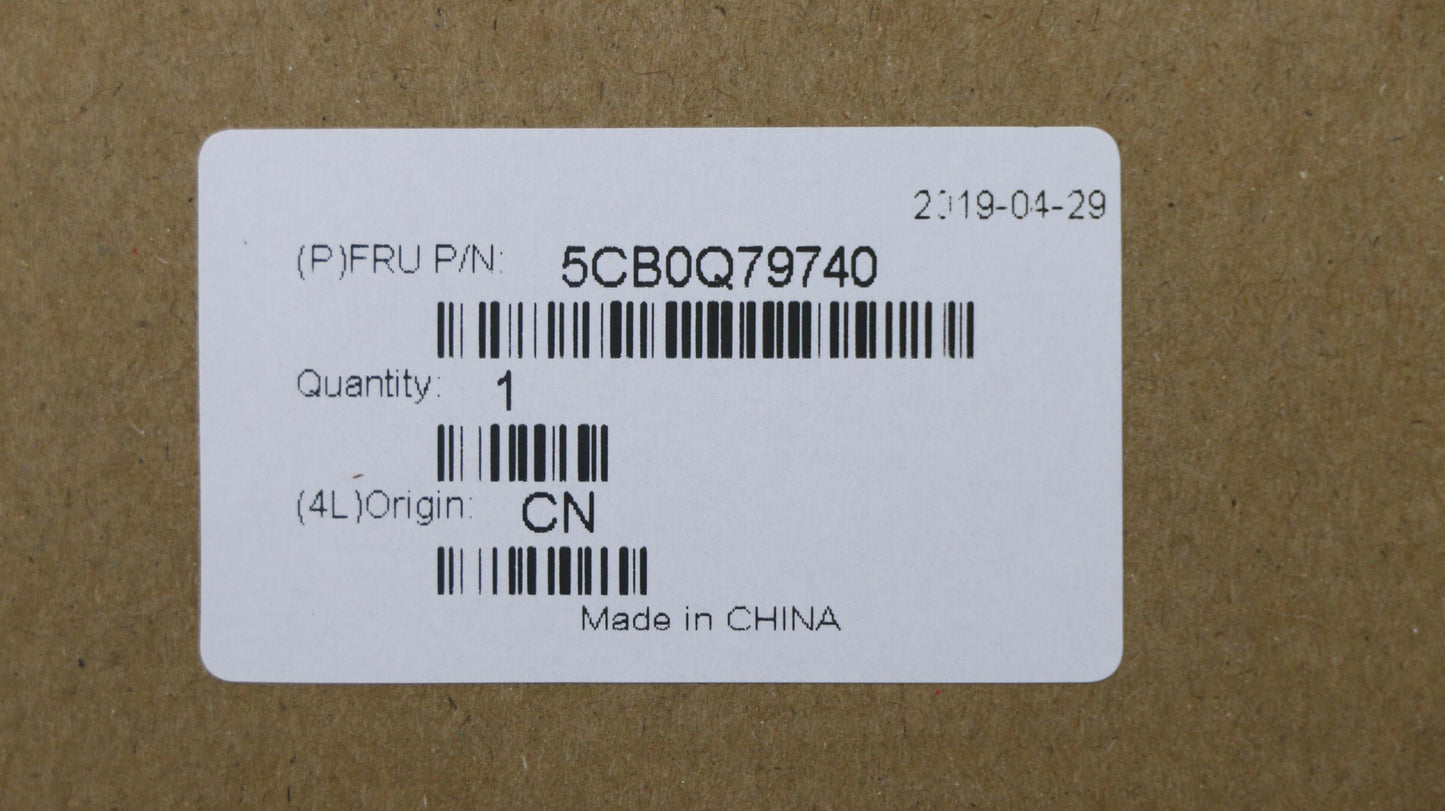 2019-04-29
(P)FRU P/N: 5CB0Q79740
Quantity: 1
(4L)Origin: CN
Made in CHINA